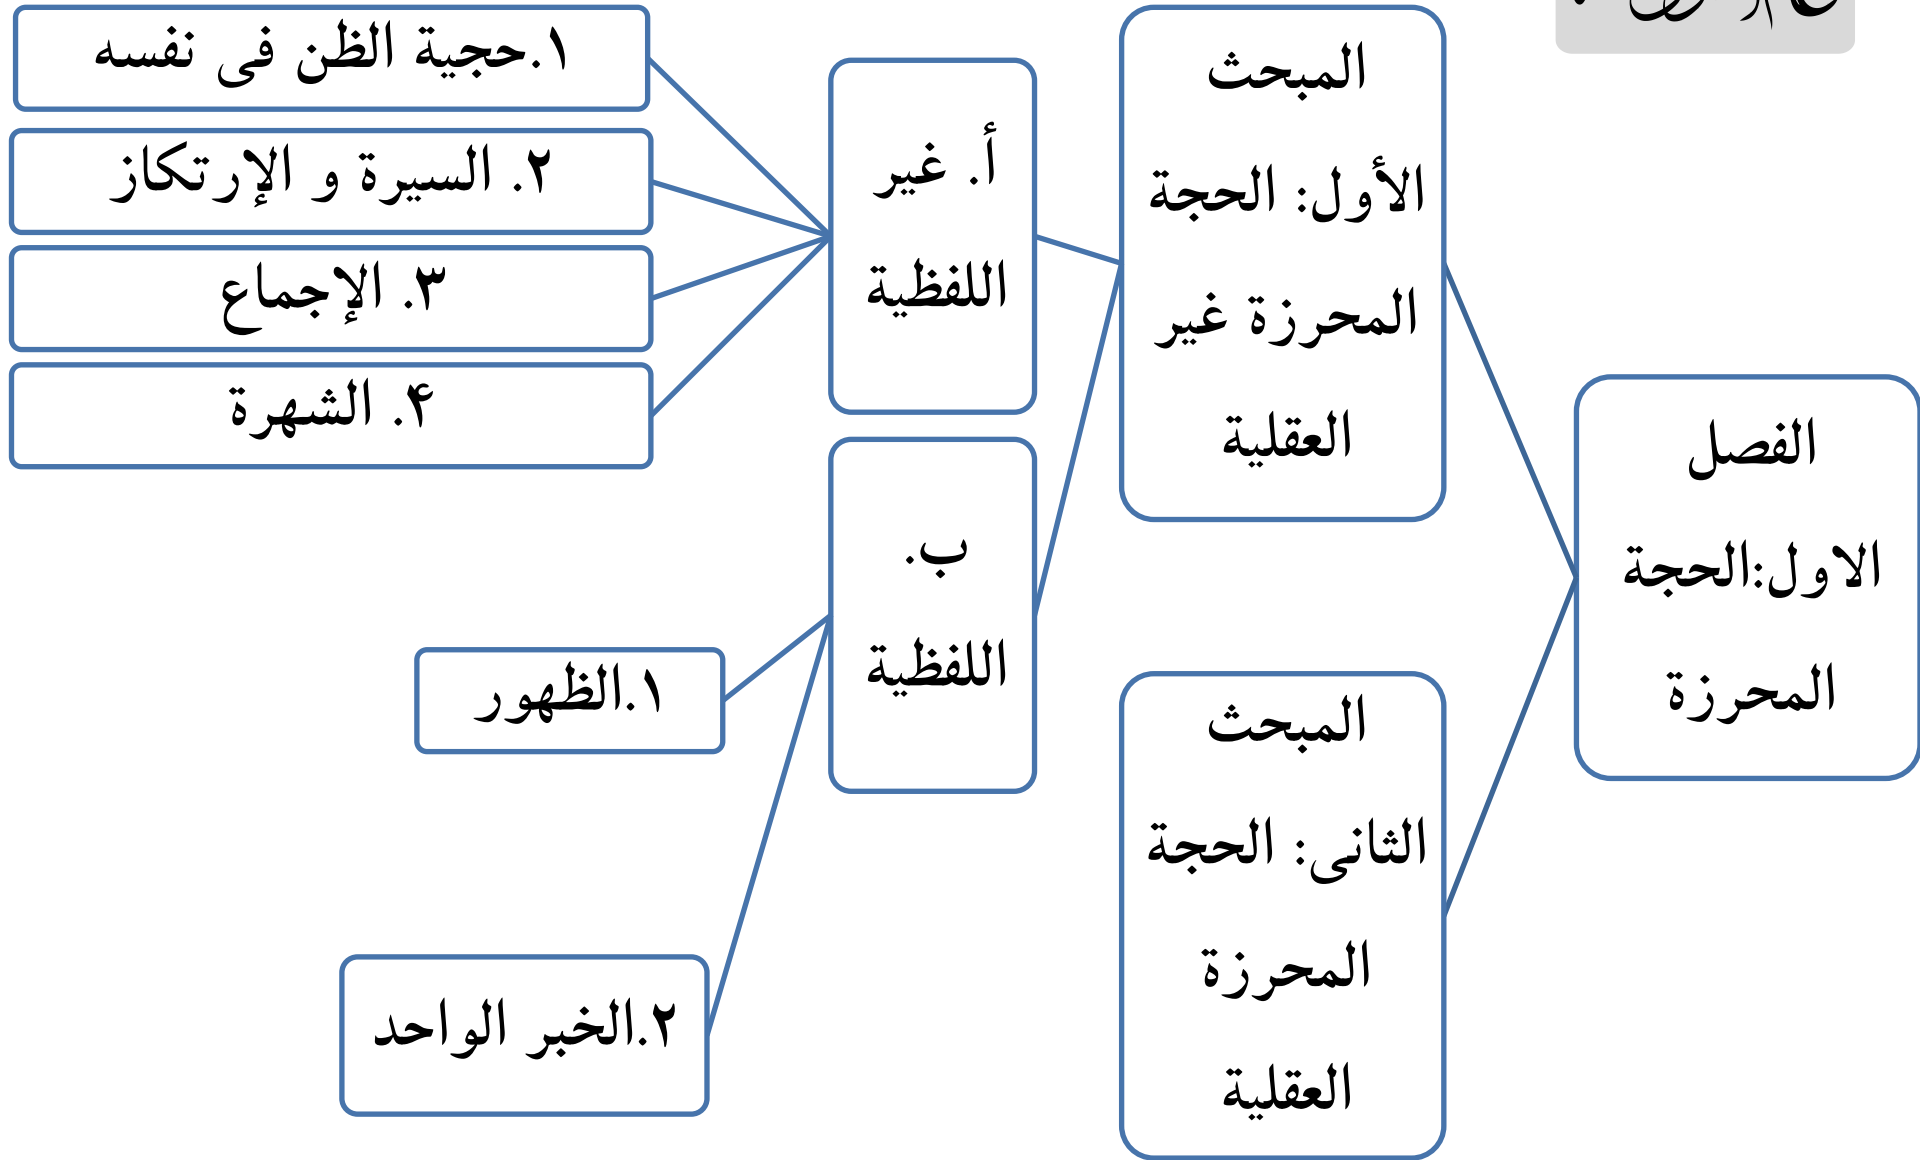 الفصل
الاول:الحجة
المحرزة
المبحث
الأول: الحجة
المحرزة غير
العقلية
أ. غير
اللفظية
١.حجية الظن فى نفسه
٢. السيرة و الإرتكاز
٣. الإجماع
۴. الشهرة
ب.
اللفظية
١.الظهور
٢.الخبر الواحد
المبحث
الثانى: الحجة
المحرزة
العقلية